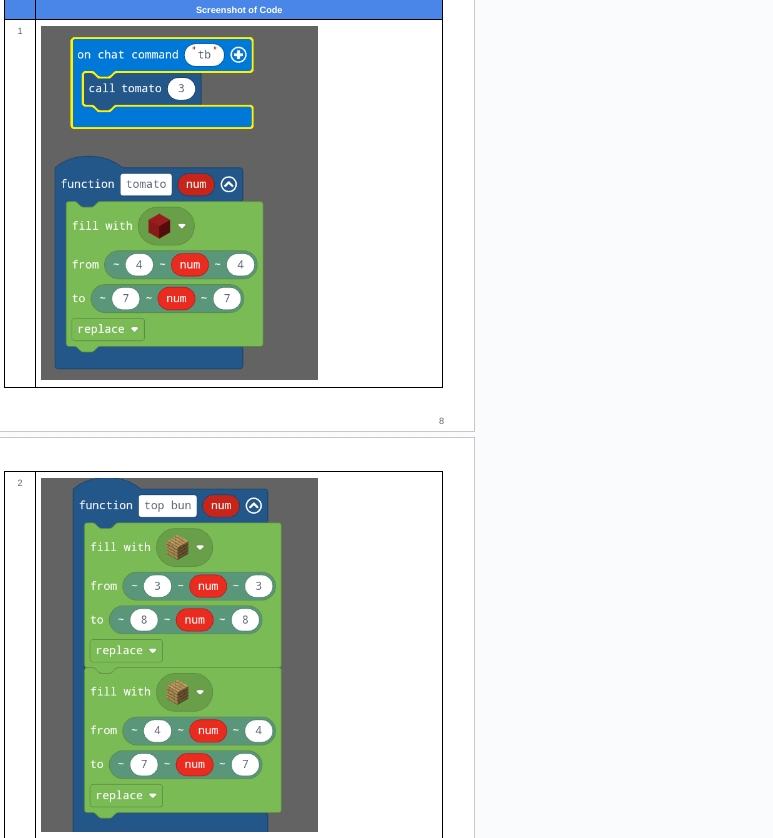 Screenshot of Code
1
on chat command "tb"
call tomato 3
function tomato num
fill with
from ~ 4 ~ num ~ 4
to ~ 7 ~ num ~ 7
replace
8
2
function top bun num
fill with
from ~ 3 ~ num ~ 3
to ~ 8 ~ num ~ 8
replace
fill with
from ~ 4 ~ num ~ 4
to ~ 7 ~ num ~ 7
replace